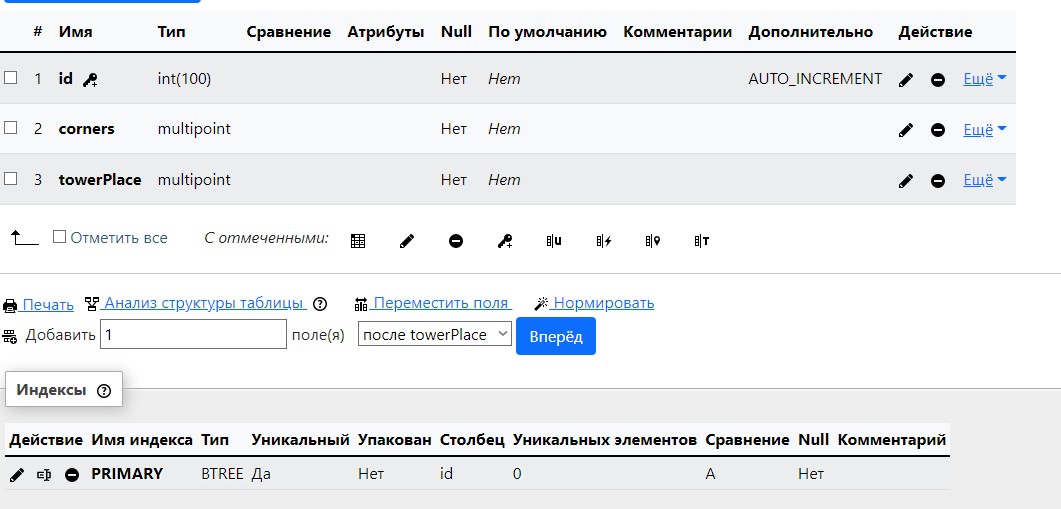 # Имя Тип Сравнение Атрибуты Null По умолчанию Комментарии Дополнительно Действие
1 id int(100) Нет Нет AUTO_INCREMENT Ещё
2 corners multipoint Нет Нет Ещё
3 towerPlace multipoint Нет Нет Ещё
Отметить все С отмеченными:
Печать Анализ структуры таблицы Переместить поля Нормировать
Добавить 1 поле(я) после towerPlace Вперёд
Индексы
Действие Имя индекса Тип Уникальный Упакован Столбец Уникальных элементов Сравнение Null Комментарий
PRIMARY BTREE Да Нет id 0 A Нет